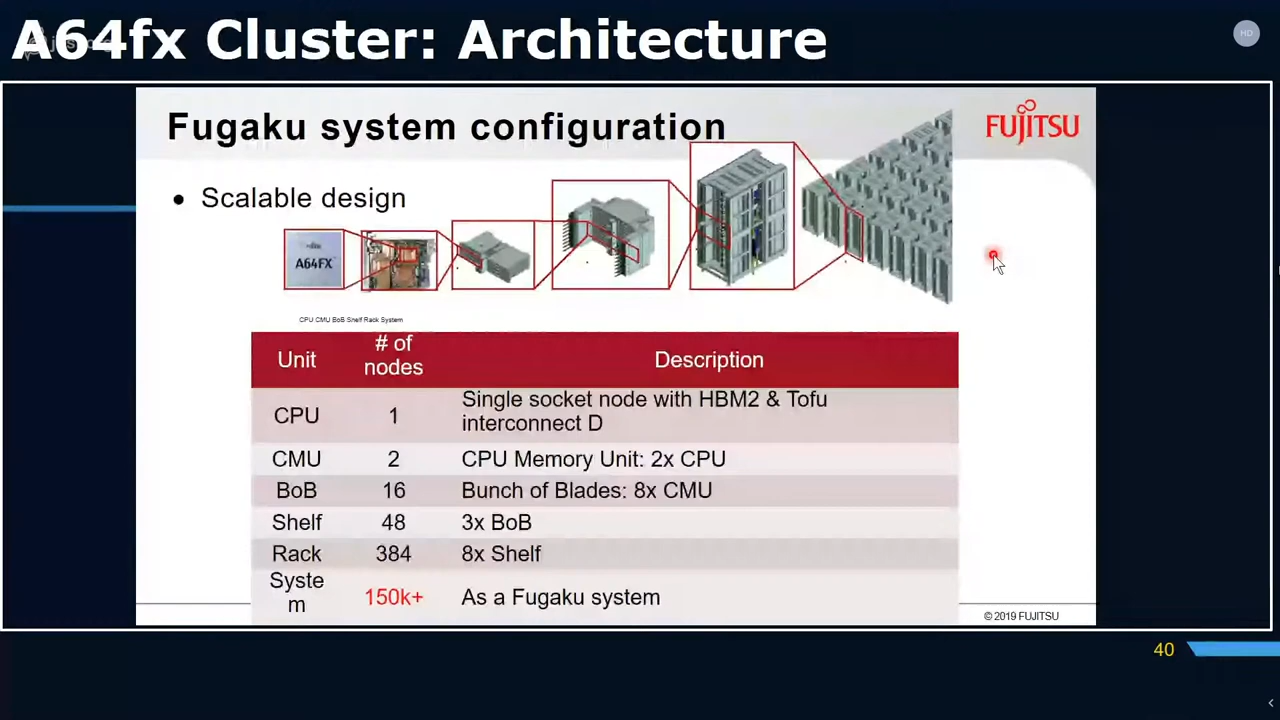 A64fx Cluster: Architecture
HD
Fugaku system configuration
FUJITSU
• Scalable design
A64FX
CPU CMU BoB Shelf Rack System
Unit # of nodes Description
CPU 1 Single socket node with HBM2 & Tofu
interconnect D
CMU 2 CPU Memory Unit: 2x CPU
BoB 16 Bunch of Blades: 8x CMU
Shelf 48 3x BoB
Rack 384 8x Shelf
Syste
m 150k+ As a Fugaku system
© 2019 FUJITSU
40